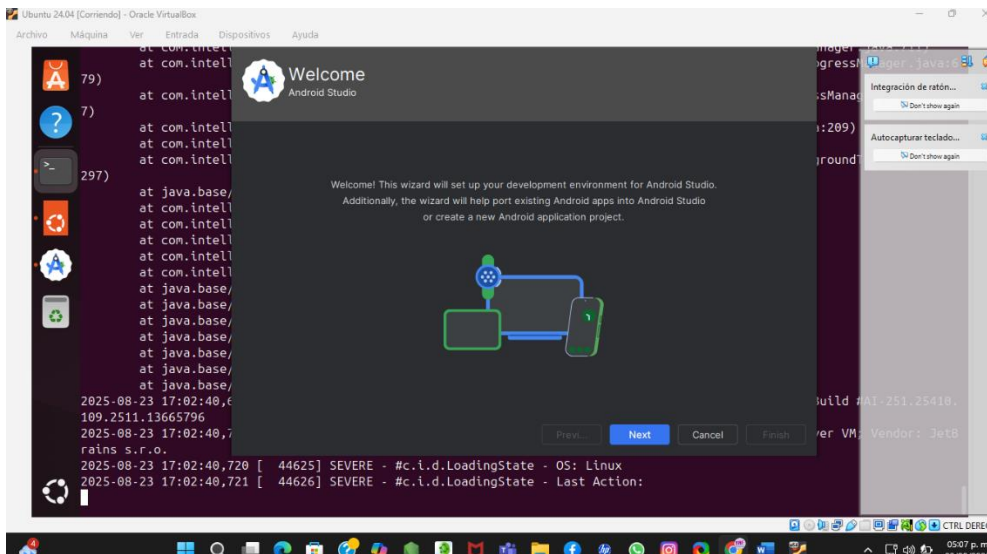 Ubuntu 24.04 [Corriendo] - Oracle VirtualBox
Archivo Máquina Ver Entrada Dispositivos Ayuda
at com.intell
79)
at com.intell
7)
at com.intell
at com.intell
at com.intell
297)
at java.base/
at com.intell
at com.intell
at com.intell
at com.intell
at com.intell
at java.base/
at java.base/
at java.base/
at java.base/
at java.base/
at java.base/
at java.base/
Welcome
Android Studio
Welcome! This wizard will set up your development environment for Android Studio.
Additionally, the wizard will help port existing Android apps into Android Studio
or create a new Android application project.
Previ... Next Cancel Finish
:209)
Integración de ratón...
Don't show again
Autocapturar teclado...
Don't show again
2025-08-23 17:02:40, uild #AI-251.25410.
109.2511.13665796
2025-08-23 17:02:40,7 er VM; Vendor: JetB
rains s.r.o.
2025-08-23 17:02:40,720 [ 44625] SEVERE - #c.i.d.LoadingState - OS: Linux
2025-08-23 17:02:40,721 [ 44626] SEVERE - #c.i.d.LoadingState - Last Action:
CTRL DEREC
4
05:07 p. m.